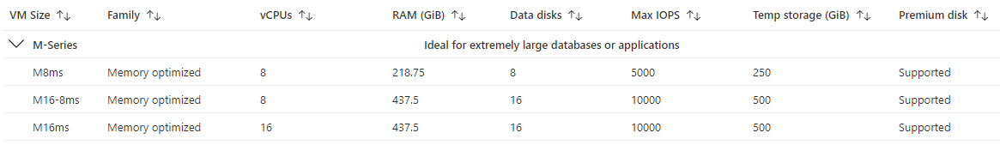 VM Size Family vCPUs RAM (GiB) Data disks Max IOPS Temp storage (GiB) Premium disk
M-Series Ideal for extremely large databases or applications
M8ms Memory optimized 8 218.75 8 5000 250 Supported
M16-8ms Memory optimized 8 437.5 16 10000 500 Supported
M16ms Memory optimized 16 437.5 16 10000 500 Supported